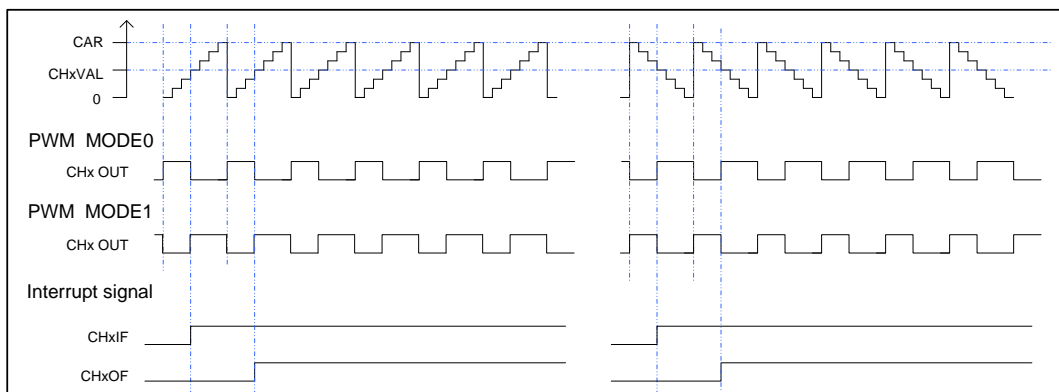 CAR
CHxVAL
0
PWM MODE0
CHx OUT
PWM MODE1
CHx OUT
Interrupt signal
CHxIF
CHxOF